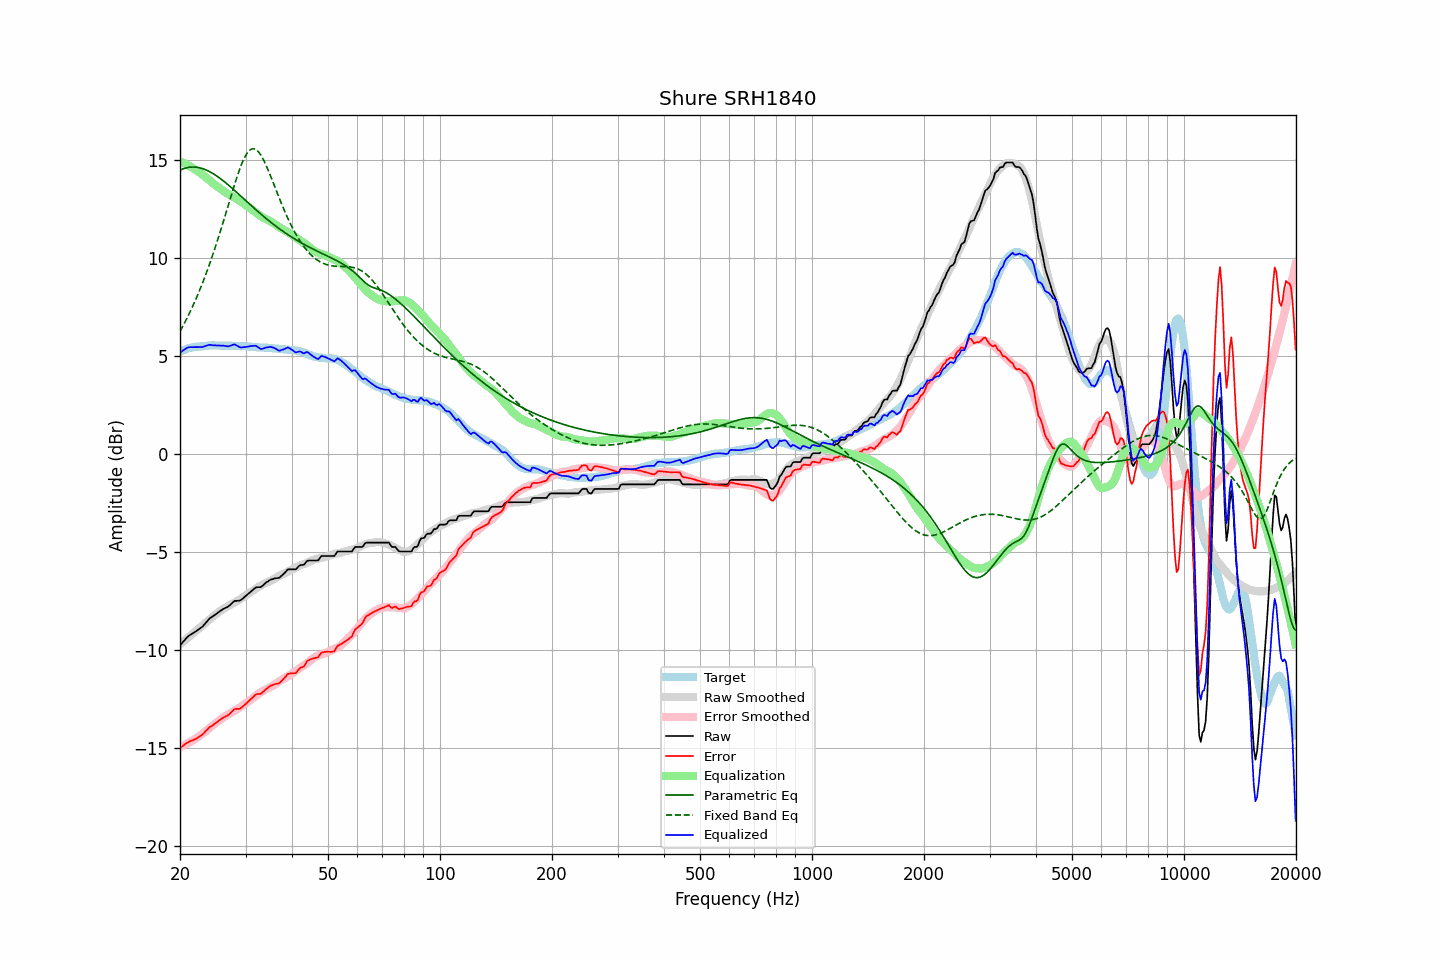 Shure SRH1840
Amplitude (dBr)
15
10
5
0
−5
−10
−15
−20
Target
Raw Smoothed
Error Smoothed
Raw
Error
Equalization
Parametric Eq
Fixed Band Eq
Equalized
20 50 100 200 500 1000 2000 5000 10000 20000
Frequency (Hz)